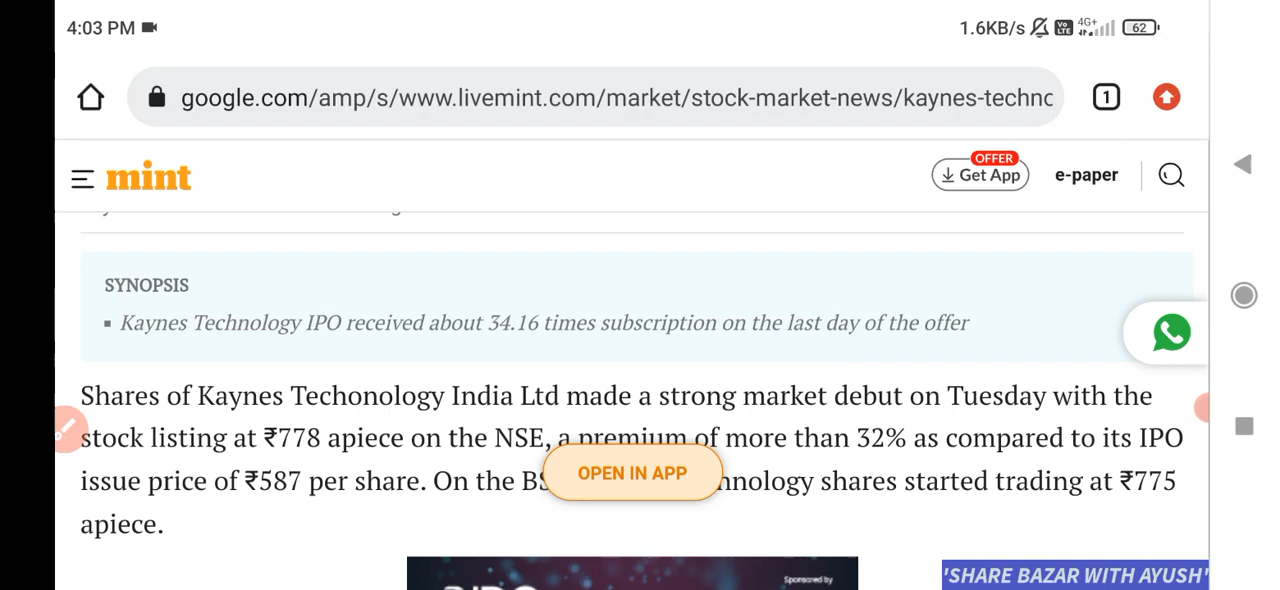 4:03 PM
1.6KB/s Vo LTE 4G+ 62
google.com/amp/s/www.livemint.com/market/stock-market-news/kaynes-techno
1
mint
OFFER
Get App
e-paper
SYNOPSIS
▪ Kaynes Technology IPO received about 34.16 times subscription on the last day of the offer
Shares of Kaynes Techonology India Ltd made a strong market debut on Tuesday with the
stock listing at ₹778 apiece on the NSE, a premium of more than 32% as compared to its IPO
issue price of ₹587 per share. On the shares started trading at ₹775
OPEN IN APP
apiece.
Sponsored by
'SHARE BAZAR WITH AYUSH'